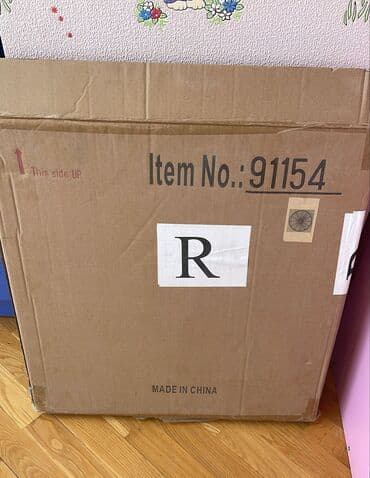 This side UP
Item No.: 91154
R
MADE IN CHINA